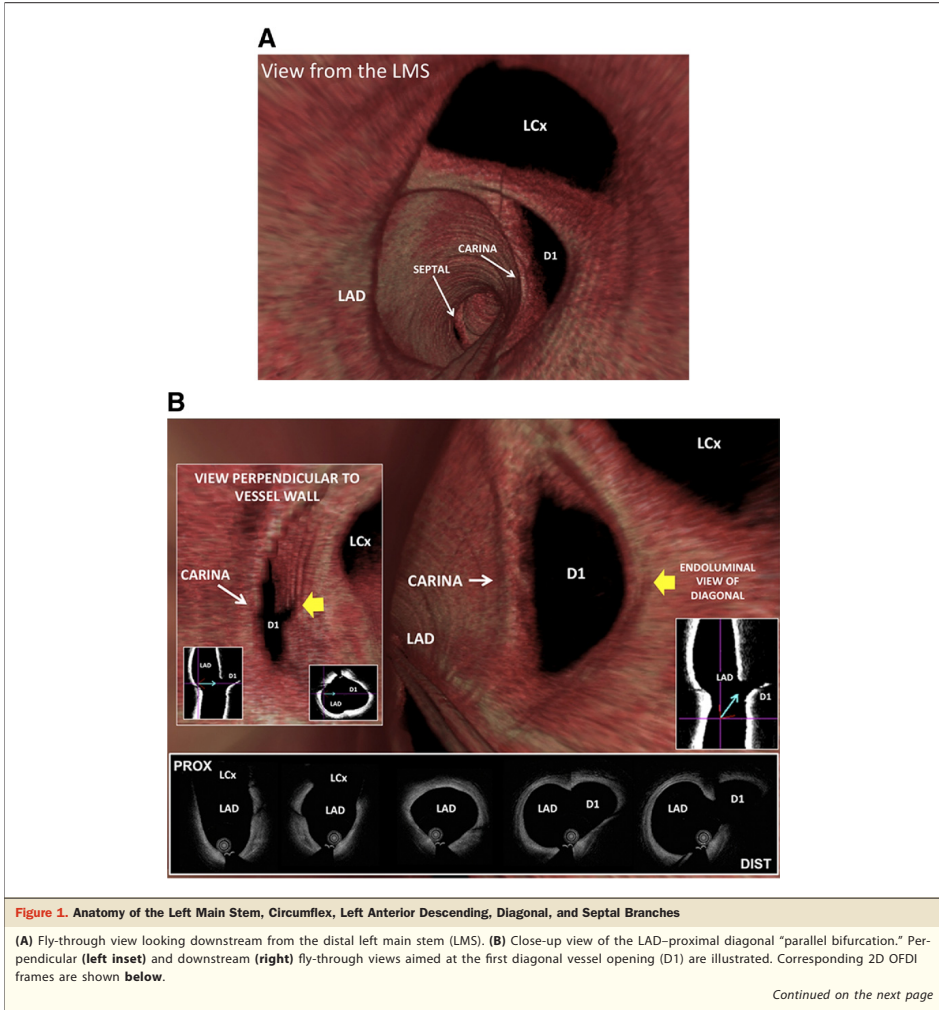 A
View from the LMS
LCx
CARINA
D1
SEPTAL
LAD
B
LCx
VIEW PERPENDICULAR TO
VESSEL WALL
LCx
CARINA
D1
LAD
D1
D1
LAD
CARINA
D1
ENDOLUMINAL
VIEW OF
DIAGONAL
LAD
LAD
D1
PROX
LCx
LAD
LCx
LAD
LAD
LAD
D1
LAD
D1
DIST
Figure 1. Anatomy of the Left Main Stem, Circumflex, Left Anterior Descending, Diagonal, and Septal Branches
(A) Fly-through view looking downstream from the distal left main stem (LMS). (B) Close-up view of the LAD–proximal diagonal “parallel bifurcation.” Per-
pendicular (left inset) and downstream (right) fly-through views aimed at the first diagonal vessel opening (D1) are illustrated. Corresponding 2D OFDI
frames are shown below.
Continued on the next page